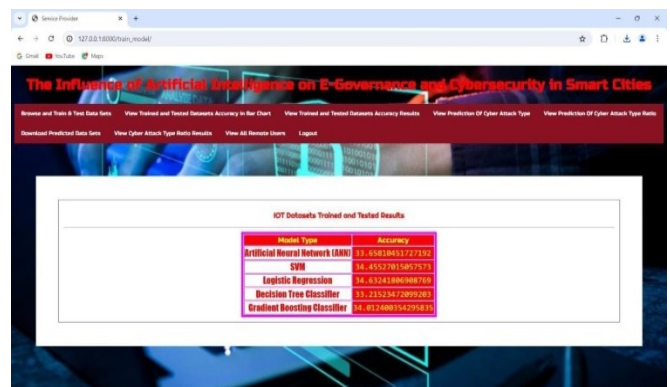 Service Provider
127.0.0.1:8000/train_model/
Gmail YouTube Maps
The Influence of Artificial Intelligence on E-Governance and Cybersecurity in Smart Cities
Browse and Train & Test Data Sets View Trained and Tested Datasets Accuracy in Bar Chart View Trained and Tested Datasets Accuracy Results View Prediction Of Cyber Attack Type View Prediction Of Cyber Attack Type Ratio
Download Predicted Data Sets View Cyber Attack Type Ratio Results View All Remote Users Logout
IOT Datasets Trained and Tested Results
Model Type Accuracy
Artificial Neural Network (ANN) 33.65810451727192
SVM 34.45527015057573
Logistic Regression 34.63241806908769
Decision Tree Classifier 33.21523472099203
Gradient Boosting Classifier 34.012400354295835